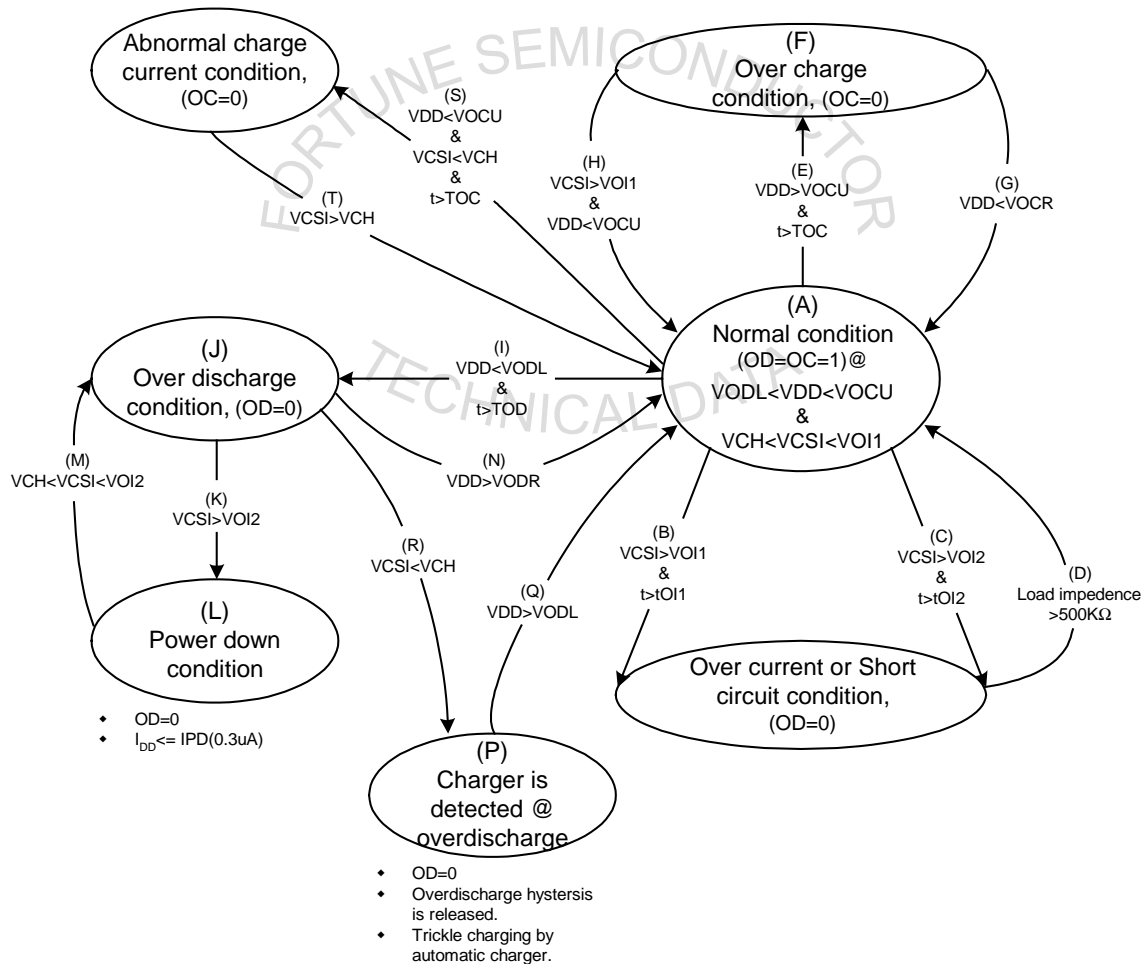 FORTUNE SEMICONDUCTOR
TECHNICAL DATA
Abnormal charge
current condition,
(OC=0)
(F)
Over charge
condition, (OC=0)
(S)
VDD<VOCU
&
VCSI<VCH
&
t>TOC
(T)
VCSI>VCH
(H)
VCSI>VOI1
&
VDD<VOCU
(E)
VDD>VOCU
&
t>TOC
(G)
VDD<VOCR
(A)
Normal condition
(OD=OC=1)@
VODL<VDD<VOCU
&
VCH<VCSI<VOI1
(J)
Over discharge
condition, (OD=0)
(I)
VDD<VODL
&
t>TOD
(N)
VDD>VODR
(M)
VCH<VCSI<VOI2
(K)
VCSI>VOI2
(R)
VCSI<VCH
(Q)
VDD>VODL
(B)
VCSI>VOI1
&
t>tOI1
(C)
VCSI>VOI2
&
t>tOI2
(D)
Load impedence
>500KΩ
(L)
Power down
condition
◆ OD=0
◆ IDD<= IPD(0.3uA)
Over current or Short
circuit condition,
(OD=0)
(P)
Charger is
detected @
overdischarge
◆ OD=0
◆ Overdischarge hystersis
is released.
◆ Trickle charging by
automatic charger.